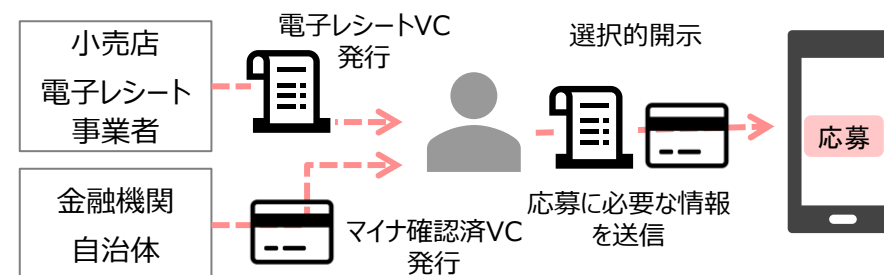 小売店
電子レシート
事業者
電子レシートVC
発行
金融機関
自治体
マイナ確認済VC
発行
選択的開示
応募に必要な情報
を送信
応募